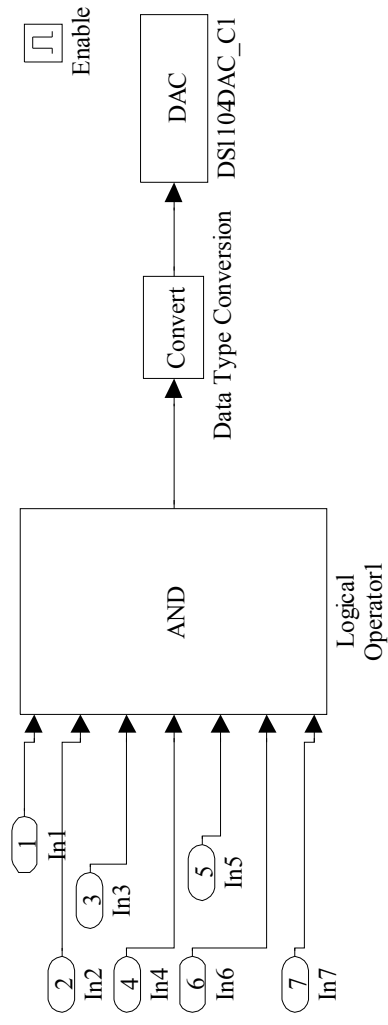 1
In1
2
In2
3
In3
4
In4
5
In5
6
In6
7
In7
AND
Logical
Operator1
Convert
Data Type Conversion
DAC
DS1104DAC_C1
Enable